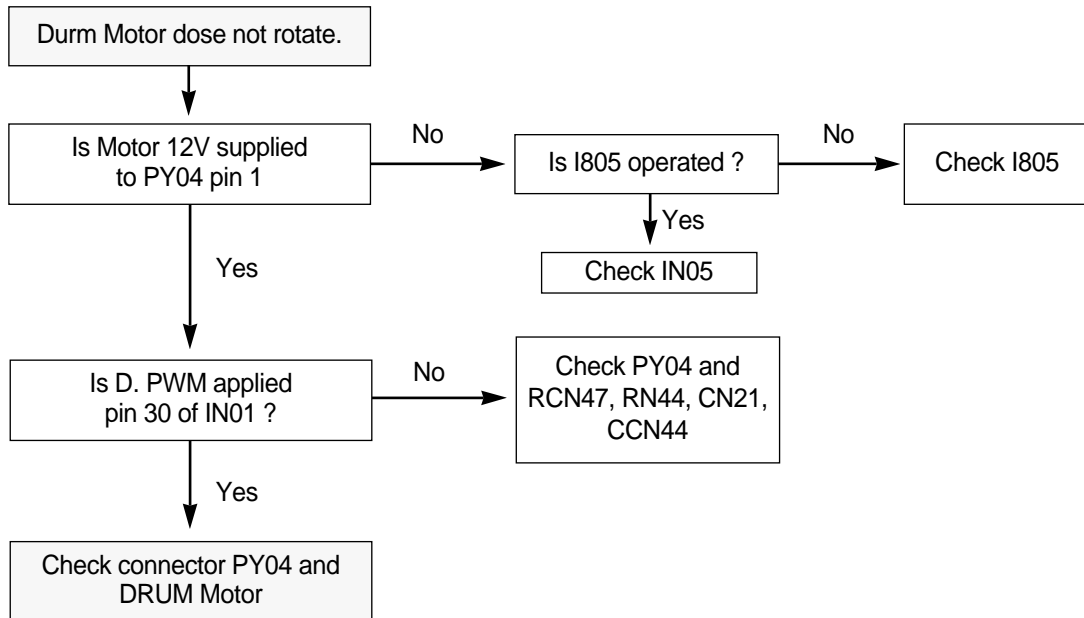 Durm Motor dose not rotate.
Is Motor 12V supplied
to PY04 pin 1
No
Is I805 operated ?
No
Check I805
Yes
Check IN05
Yes
Is D. PWM applied
pin 30 of IN01 ?
No
Check PY04 and
RCN47, RN44, CN21,
CCN44
Yes
Check connector PY04 and
DRUM Motor